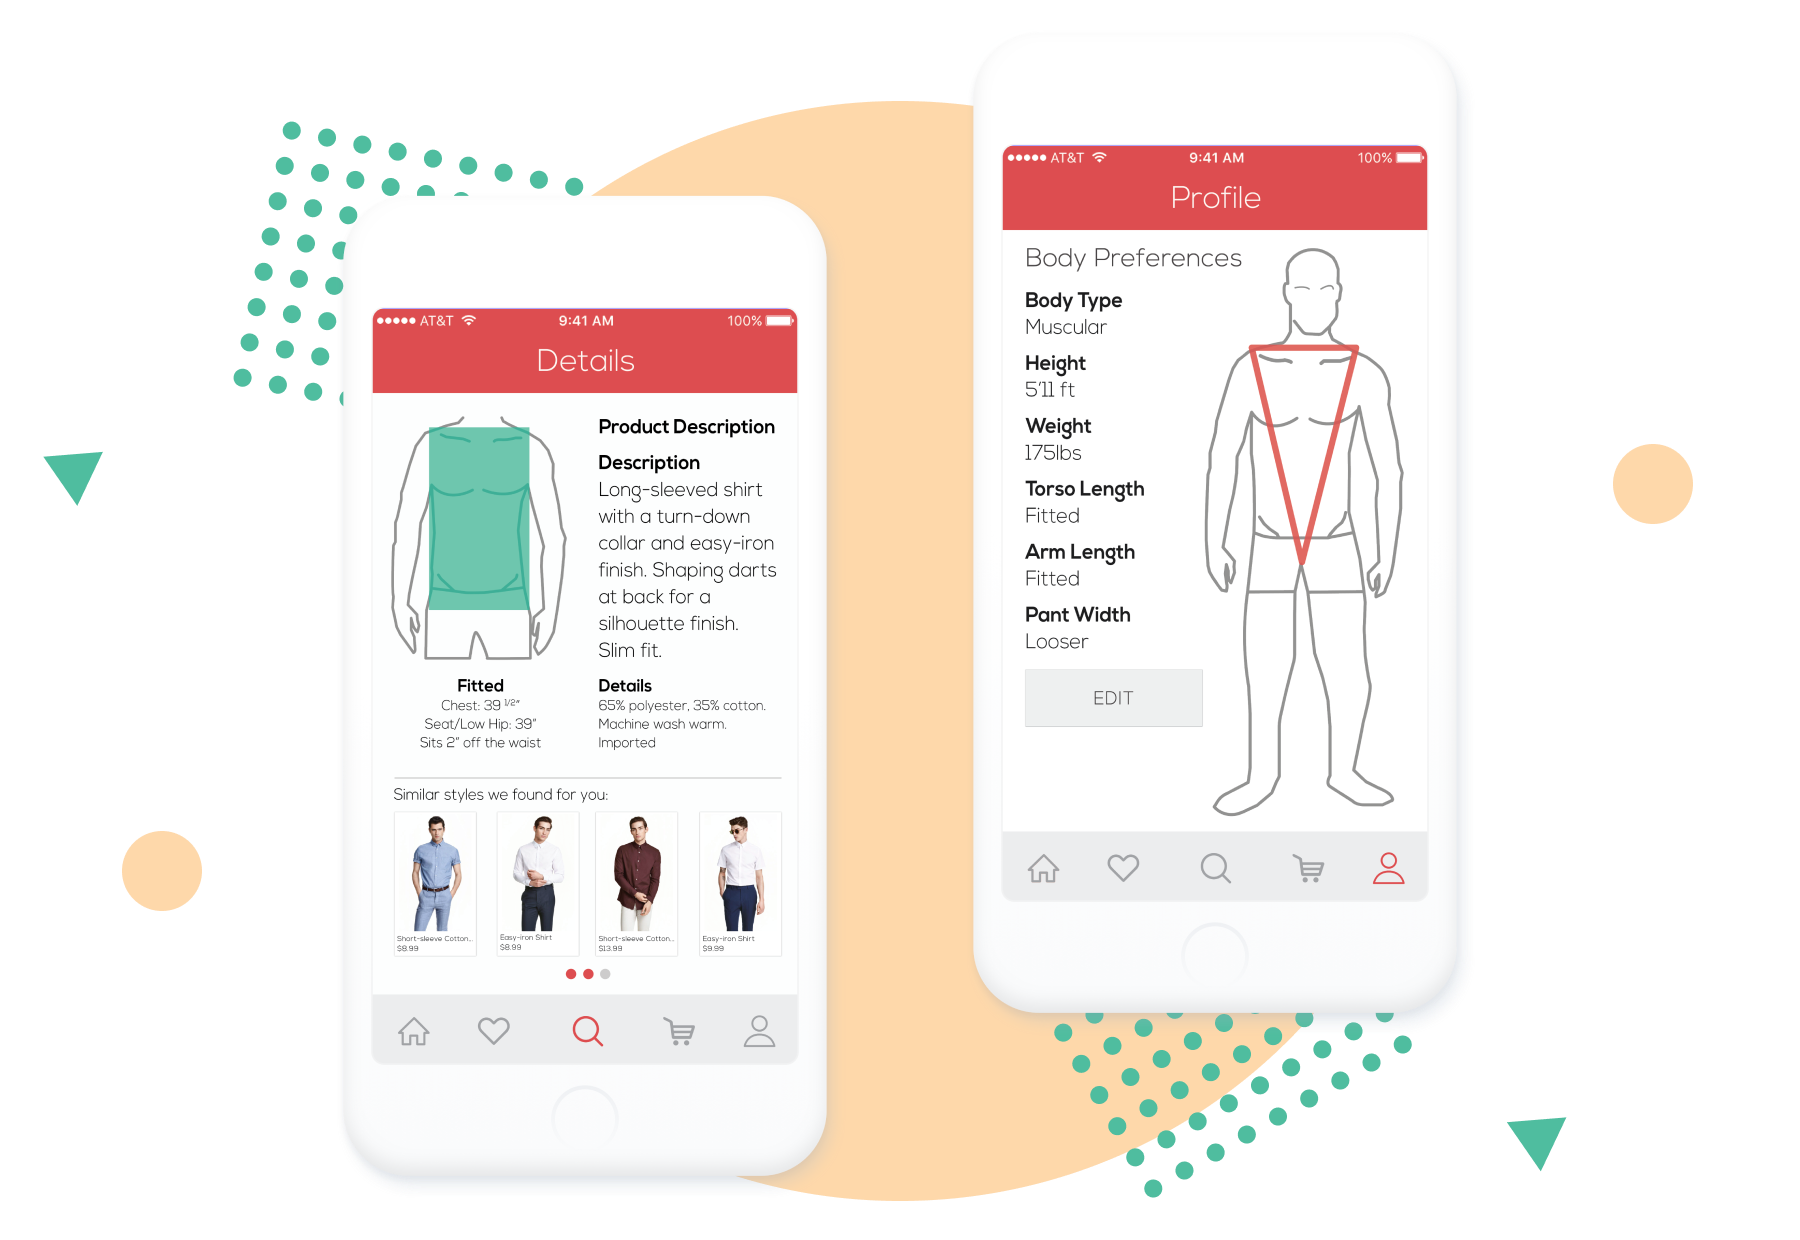 AT&T 9:41 AM 100%
Details
Product Description
Description
Long-sleeved shirt
with a turn-down
collar and easy-iron
finish. Shaping darts
at back for a
silhouette finish.
Slim fit.
Fitted
Chest: 39 1/2"
Seat/Low Hip: 39"
Sits 2" off the waist
Details
65% polyester, 35% cotton.
Machine wash warm.
Imported
Similar styles we found for you:
Short-sleeve Cotton...
$8.99
Easy-iron Shirt
$8.99
Short-sleeve Cotton...
$13.99
Easy-iron Shirt
$9.99
AT&T 9:41 AM 100%
Profile
Body Preferences
Body Type
Muscular
Height
5'11 ft
Weight
175lbs
Torso Length
Fitted
Arm Length
Fitted
Pant Width
Looser
EDIT